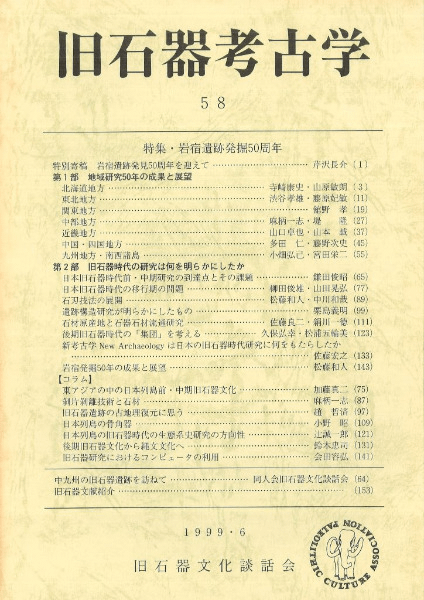 旧石器考古学
58
特集・岩宿遺跡発掘50周年
特別寄稿 岩宿遺跡発見50周年を迎えて 芹沢長介 (1)
第1部 地域研究50年の成果と展望
北海道地方 寺崎康史・山原敏朗 (3)
東北地方 渋谷孝雄・藤原妃敏 (11)
関東地方 舘野 孝 (19)
中部地方 麻柄一志・堤 隆 (27)
近畿地方 山口卓也・山本 誠 (37)
中国・四国地方 多田 仁・藤野次史 (45)
九州地方・南西諸島 小畑弘己・宮田栄二 (55)
第2部 旧石器時代の研究は何を明らかにしたか
日本旧石器時代前・中期研究の到達点とその課題 鎌田俊昭 (65)
日本旧石器時代の移行期の問題 柳田俊雄・山田晃弘 (77)
石刃技法の展開 松藤和人・中川和哉 (89)
遺跡構造研究が明らかにしたもの 栗島義明 (99)
石材原産地と石器石材流通研究 佐藤良二・絹川一徳 (111)
後期旧石器時代の「集団」を考える 久保弘幸・松浦五輪美 (123)
新考古学 New Archaeology は日本の旧石器時代研究に何をもたらしたか
佐藤宏之 (133)
岩宿発掘50年の成果と展望 松藤和人 (143)
【コラム】
東アジアの中の日本列島前・中期旧石器文化 加藤真二 (75)
剥片剥離技術と石材 麻柄一志 (87)
旧石器遺跡の古地理復元に思う 趙 哲済 (97)
日本列島の骨角器 小野 昭 (109)
日本列島の旧石器時代の生態系史研究の方向性 辻誠一郎 (121)
後期旧石器文化から縄文文化へ 鈴木忠司 (131)
旧石器研究におけるコンピュータの利用 会田容弘 (141)
中九州の旧石器遺跡を訪ねて 同人会旧石器文化談話会 (64)
旧石器文献紹介 (153)
1999・6
旧石器文化談話会
PALAEOLITHIC CULTURE ASSOCIATION